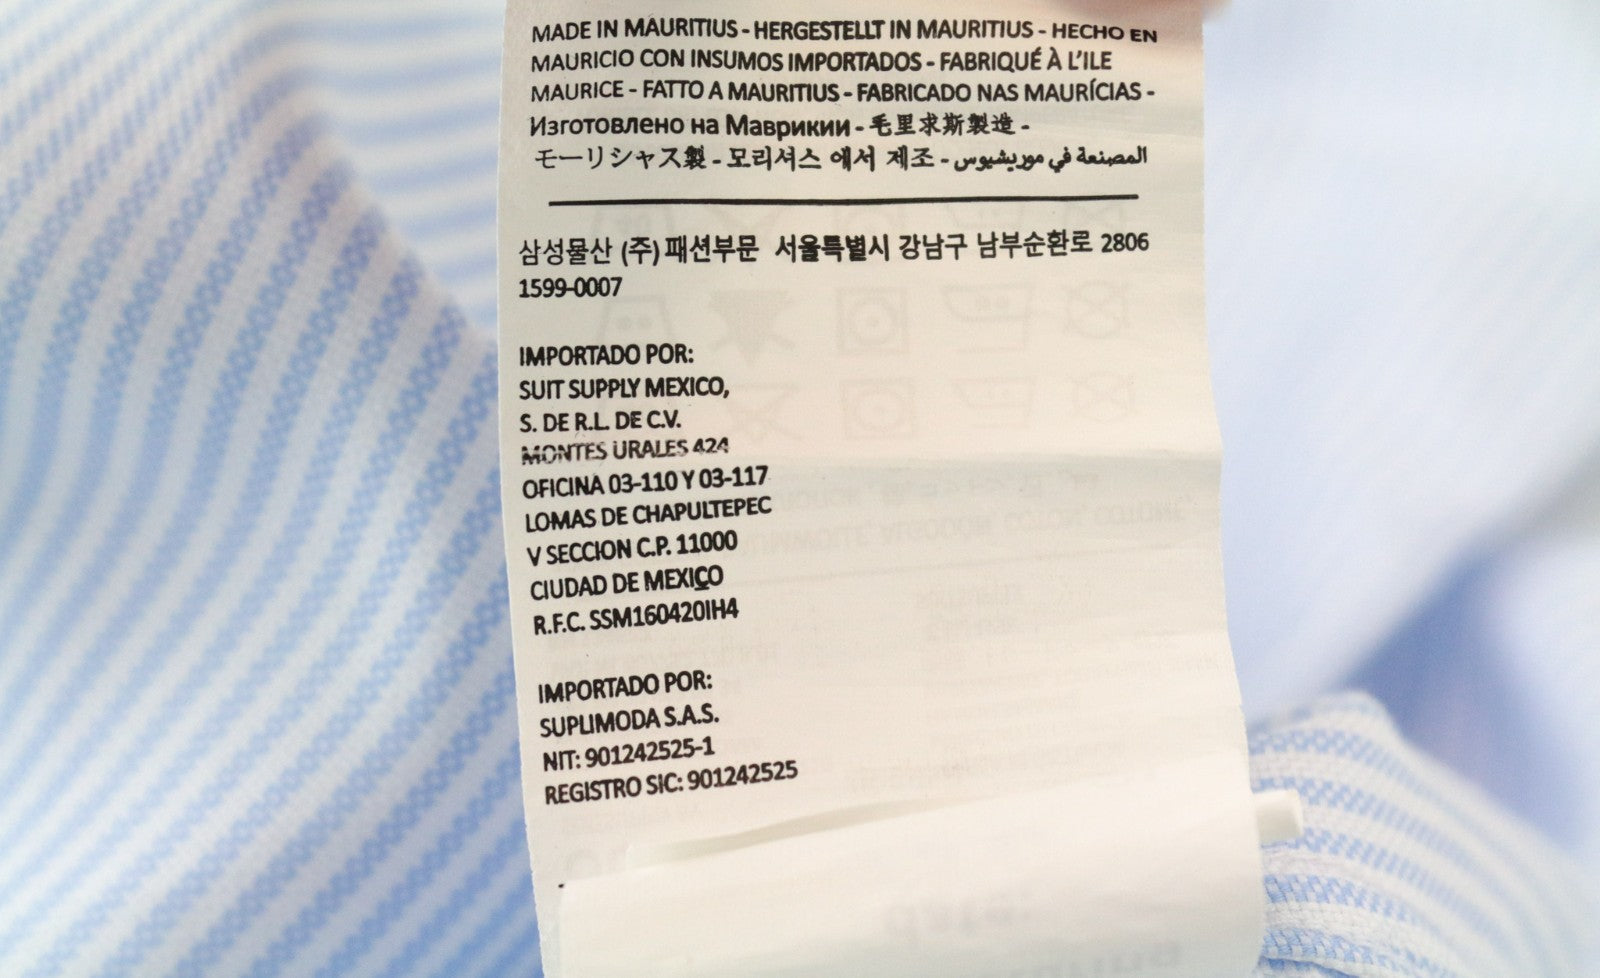 MADE IN MAURITIUS - HERGESTELLT IN MAURITIUS - HECHO EN
MAURICIO CON INSUMOS IMPORTADOS - FABRIQUÉ À L'ILE
MAURICE - FATTO A MAURITIUS - FABRICADO NAS MAURÍCIAS -
Изготовлено на Маврикии - 毛里求斯製造 -
モーリシャス製 - 모리셔스 에서 제조 - المصنعة في موريشيوس
삼성물산 (주) 패션부문 서울특별시 강남구 남부순환로 2806
1599-0007
IMPORTADO POR:
SUIT SUPPLY MEXICO,
S. DE R.L. DE C.V.
MONTES URALES 424
OFICINA 03-110 Y 03-117
LOMAS DE CHAPULTEPEC
V SECCION C.P. 11000
CIUDAD DE MEXICO
R.F.C. SSM160420IH4
IMPORTADO POR:
SUPLIMODA S.A.S.
NIT: 901242525-1
REGISTRO SIC: 901242525